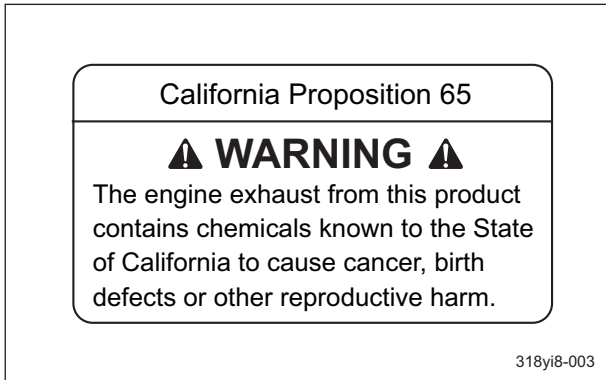 California Proposition 65
WARNING
The engine exhaust from this product
contains chemicals known to the State
of California to cause cancer, birth
defects or other reproductive harm.
318yi8-003